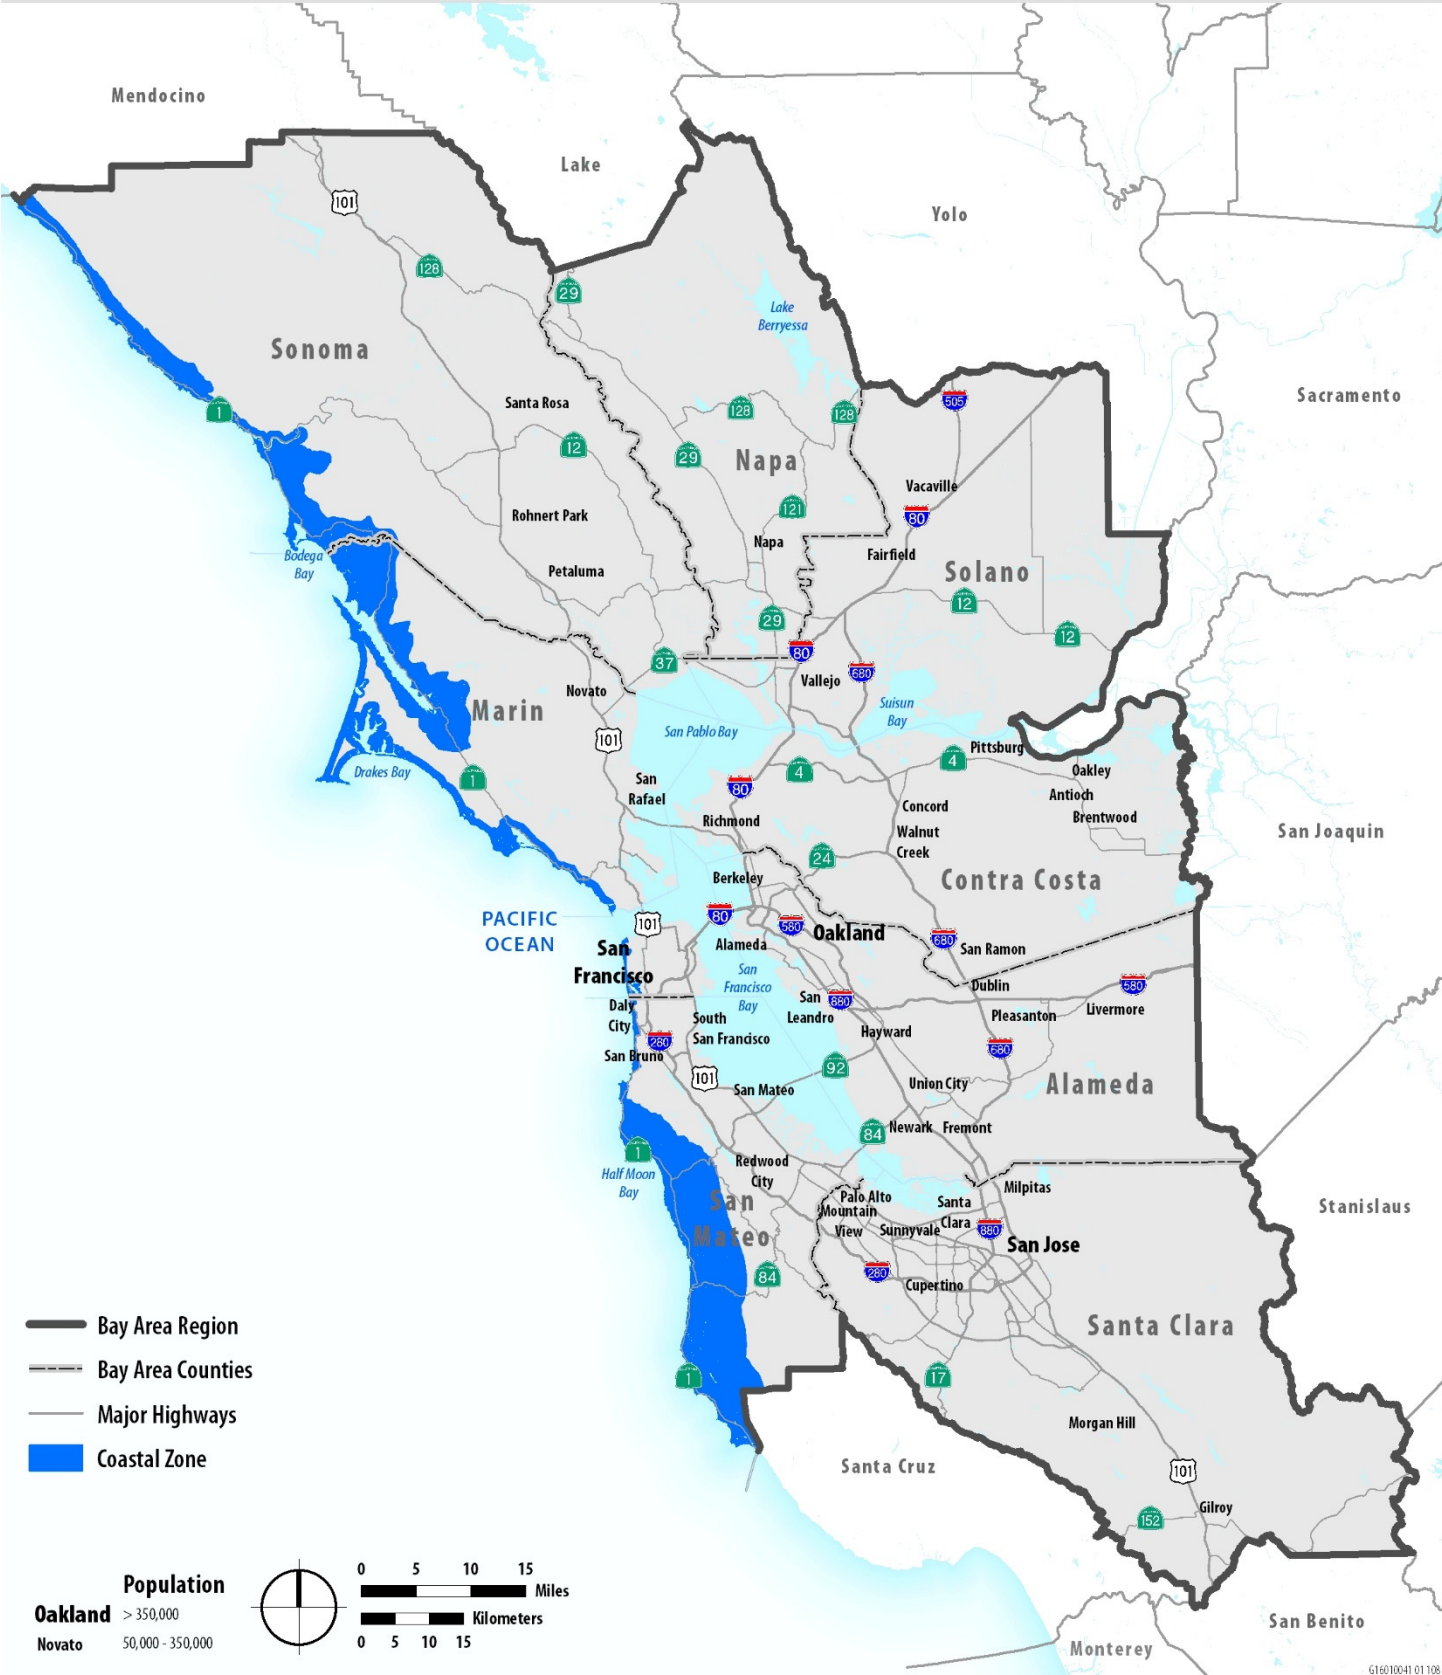 Mendocino
Lake
Yolo
101
128
29
Lake
Berryessa
Sonoma
Sacramento
505
Santa Rosa
1
128
128
12
29
Napa
Vacaville
121
80
Rohnert Park
Napa
Fairfield
Bodega
Bay
Petaluma
Solano
12
29
12
80
37
Vallejo
680
Novato
Marin
Suisun
Bay
San Pablo Bay
101
Pittsburg
4
4
Drakes Bay
1
San
Rafael
80
Oakley
Antioch
Brentwood
Concord
Richmond
Walnut
Creek
San Joaquin
24
Berkeley
Contra Costa
PACIFIC
OCEAN
101
80
580
Oakland
Alameda
680
San Ramon
San
Francisco
San
Francisco
Bay
Dublin
580
San
Leandro
880
Daly
City
South
San Francisco
Pleasanton
Livermore
Hayward
280
San Bruno
680
92
101
San Mateo
Union City
Alameda
84
Newark
Fremont
1
Half Moon
Bay
Redwood
City
San
Mateo
Palo Alto
Mountain
View
Santa
Clara
Milpitas
Sunnyvale
880
San Jose
Stanislaus
84
280
Cupertino
Santa Clara
Bay Area Region
Bay Area Counties
Major Highways
Coastal Zone
1
17
Morgan Hill
Santa Cruz
101
152
Gilroy
Population
Oakland > 350,000
Novato 50,000 - 350,000
0 5 10 15
Miles
Kilometers
0 5 10 15
San Benito
Monterey
G16010041 01 108